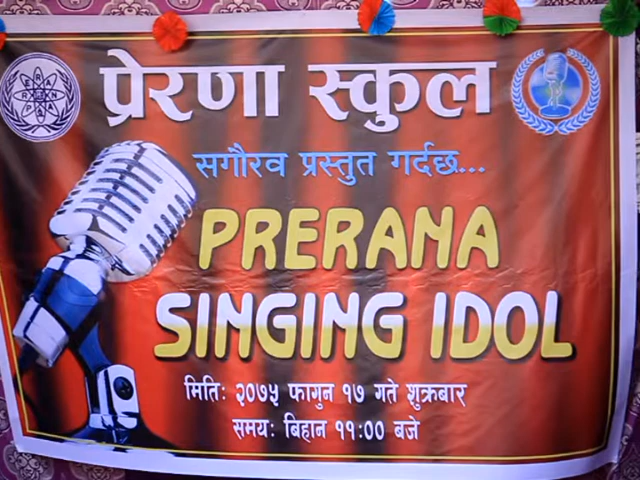 प्रेरणा स्कुल
सगौरव प्रस्तुत गर्दछ...
PRERANA
SINGING IDOL
मितिः २०७५ फागुन १७ गते शुक्रबार
समयः बिहान ११:०० बजे